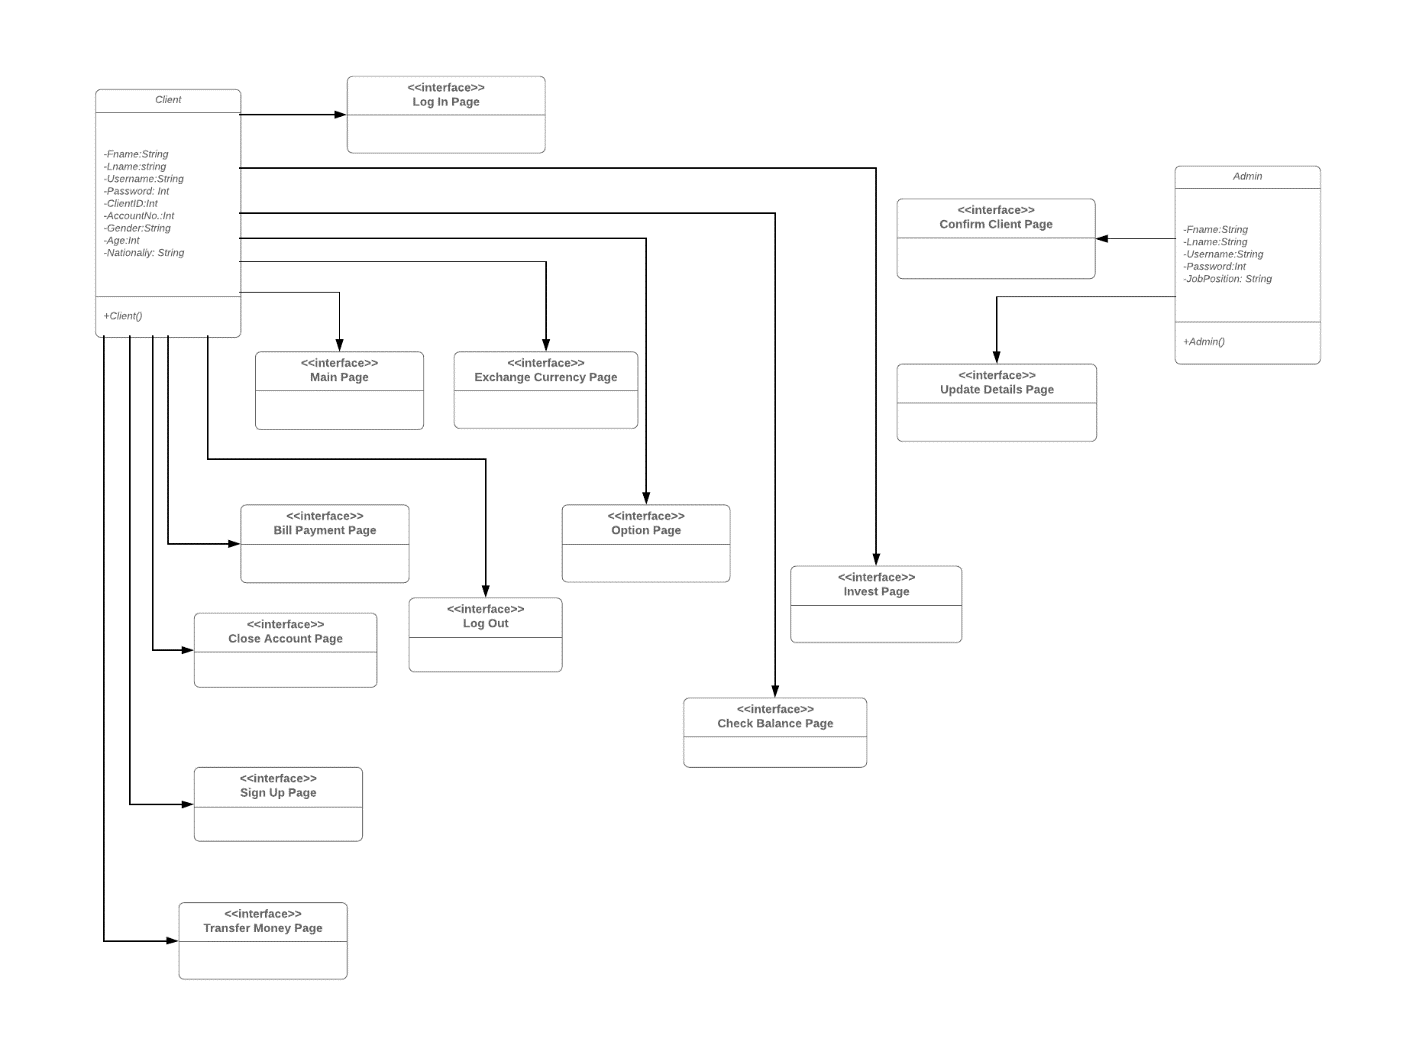 Client
-Fname:String
-Lname:string
-Username:String
-Password: Int
-ClientID:Int
-AccountNo.:Int
-Gender:String
-Age:Int
-Nationaliy: String
+Client()
<<interface>>
Log In Page
<<interface>>
Confirm Client Page
Admin
-Fname:String
-Lname:String
-Username:String
-Password:Int
-JobPosition: String
+Admin()
<<interface>>
Main Page
<<interface>>
Exchange Currency Page
<<interface>>
Update Details Page
<<interface>>
Bill Payment Page
<<interface>>
Option Page
<<interface>>
Invest Page
<<interface>>
Log Out
<<interface>>
Close Account Page
<<interface>>
Check Balance Page
<<interface>>
Sign Up Page
<<interface>>
Transfer Money Page